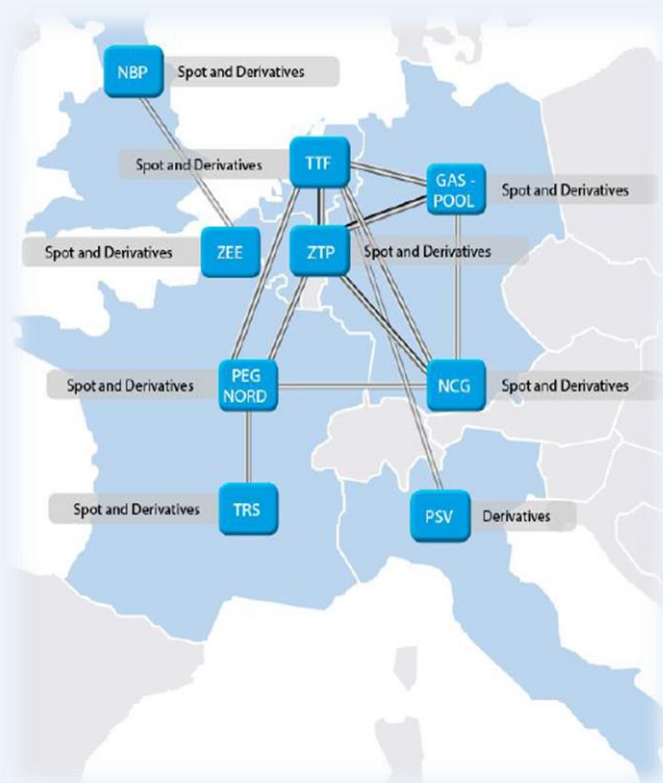 NBP
Spot and Derivatives
TTF
Spot and Derivatives
GAS -
POOL
Spot and Derivatives
Spot and Derivatives
ZEE
ZTP
Spot and Derivatives
Spot and Derivatives
PEG
NORD
NCG
Spot and Derivatives
Spot and Derivatives
TRS
PSV
Derivatives